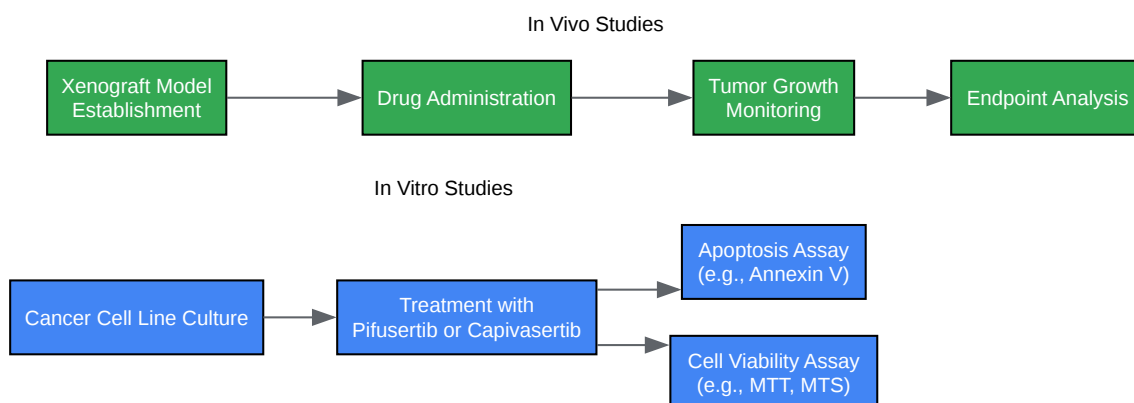 In Vivo Studies
Xenograft Model
Establishment
Drug Administration
Tumor Growth
Monitoring
Endpoint Analysis
In Vitro Studies
Cancer Cell Line Culture
Treatment with
Pifusertib or Capivasertib
Apoptosis Assay
(e.g., Annexin V)
Cell Viability Assay
(e.g., MTT, MTS)